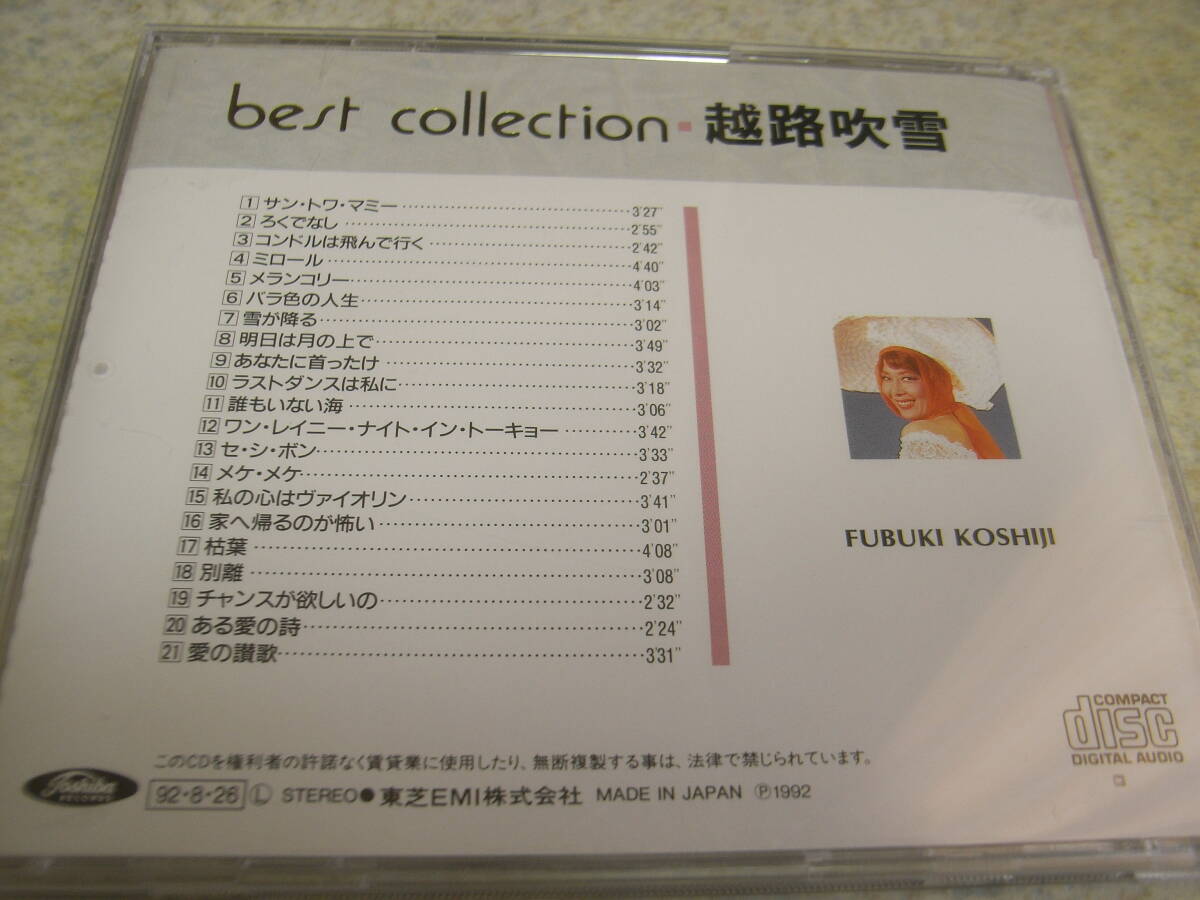 best collection・越路吹雪
1 サン・トワ・マミー 3'27"
2 ろくでなし 2'55"
3 コンドルは飛んで行く 2'42"
4 ミロール 4'40"
5 メランコリー 4'03"
6 バラ色の人生 3'14"
7 雪が降る 3'02"
8 明日は月の上で 3'49"
9 あなたに首ったけ 3'32"
10 ラストダンスは私に 3'18"
11 誰もいない海 3'06"
12 ワン・レイニー・ナイト・イン・トーキョー 3'42"
13 セ・シ・ボン 3'33"
14 メケ・メケ 2'37"
15 私の心はヴァイオリン 3'41"
16 家へ帰るのが怖い 3'01"
17 枯葉 4'08"
18 別離 3'08"
19 チャンスが欲しいの 2'32"
20 ある愛の詩 2'24"
21 愛の讃歌 3'31"
FUBUKI KOSHIJI
COMPACT
disc
DIGITAL AUDIO
このCDを権利者の許諾なく賃貸業に使用したり、無断複製する事は、法律で禁じられています。
Toshiba
RECORDS
92・8・26 Ⓛ STEREO● 東芝EMI株式会社 MADE IN JAPAN Ⓟ1992